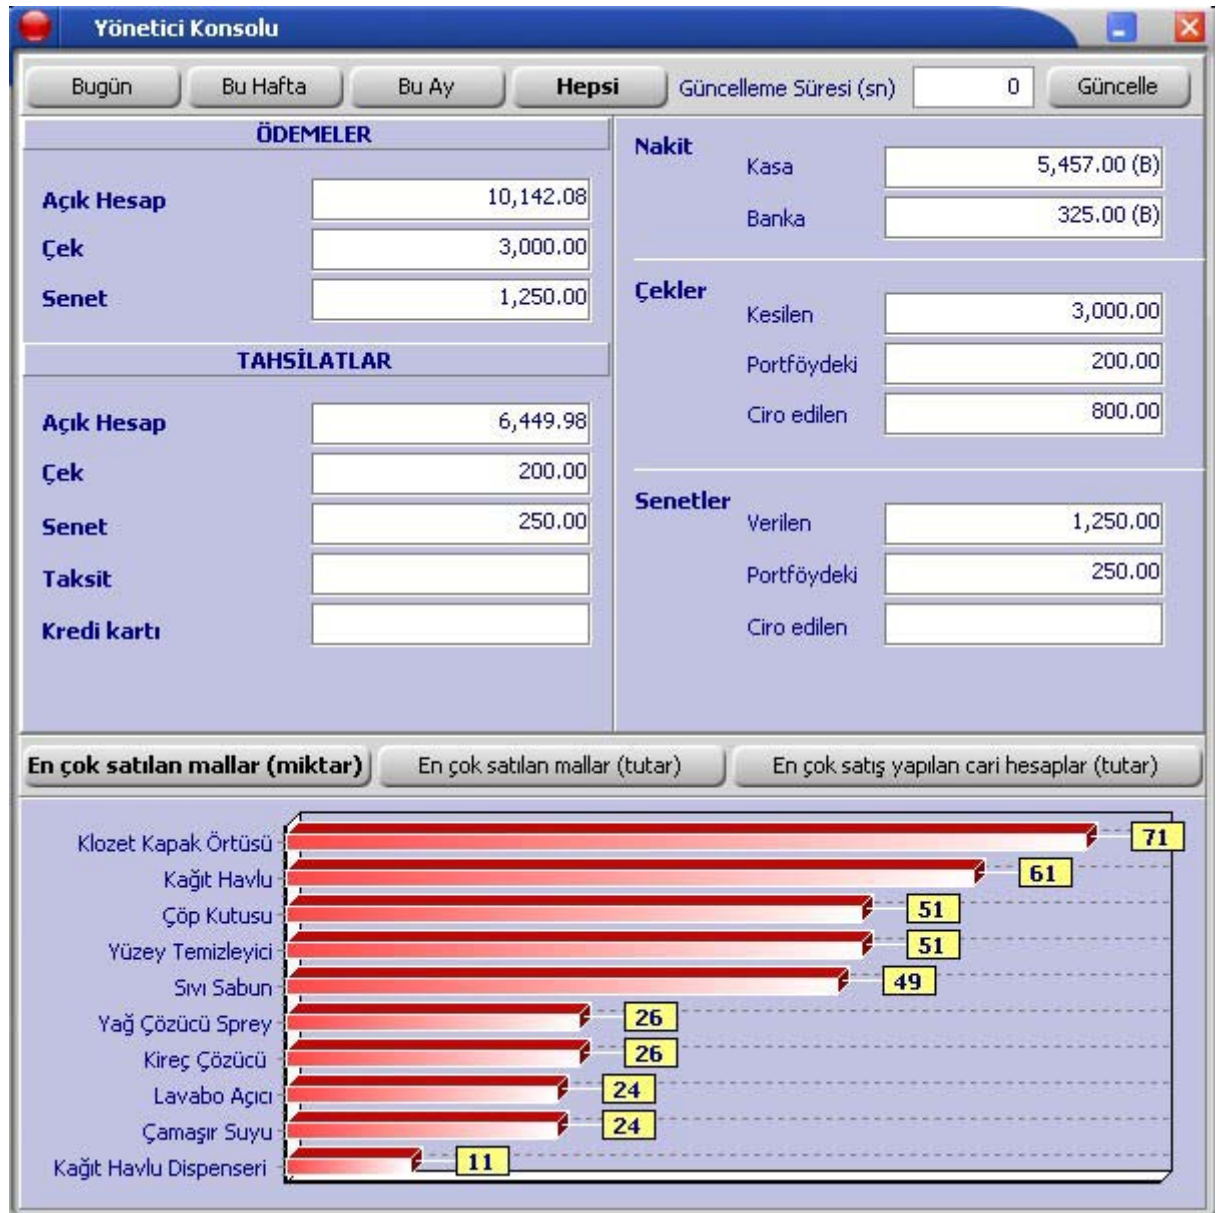 Yönetici Konsolu
Bugün Bu Hafta Bu Ay Hepsi Güncelleme Süresi (sn) 0 Güncelle
ÖDEMELER
Açık Hesap 10,142.08
Çek 3,000.00
Senet 1,250.00
TAHSİLATLAR
Açık Hesap 6,449.98
Çek 200.00
Senet 250.00
Taksit
Kredi kartı
Nakit
Kasa 5,457.00 (B)
Banka 325.00 (B)
Çekler
Kesilen 3,000.00
Portföydeki 200.00
Ciro edilen 800.00
Senetler
Verilen 1,250.00
Portföydeki 250.00
Ciro edilen
En çok satılan mallar (miktar) En çok satılan mallar (tutar) En çok satış yapılan cari hesaplar (tutar)
Klozet Kapak Örtüsü 71
Kağıt Havlu 61
Çöp Kutusu 51
Yüzey Temizleyici 51
Sıvı Sabun 49
Yağ Çözücü Sprey 26
Kireç Çözücü 26
Lavabo Açıcı 24
Çamaşır Suyu 24
Kağıt Havlu Dispenseri 11